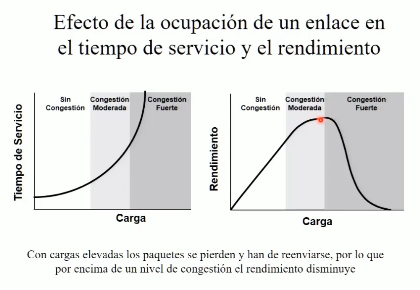 Efecto de la ocupación de un enlace en
el tiempo de servicio y el rendimiento
Sin
Congestión
Congestión
Moderada
Congestión
Fuerte
Tiempo de Servicio
Carga
Sin
Congestión
Congestión
Moderada
Congestión
Fuerte
Rendimiento
Carga
Con cargas elevadas los paquetes se pierden y han de reenviarse, por lo que
por encima de un nivel de congestión el rendimiento disminuye